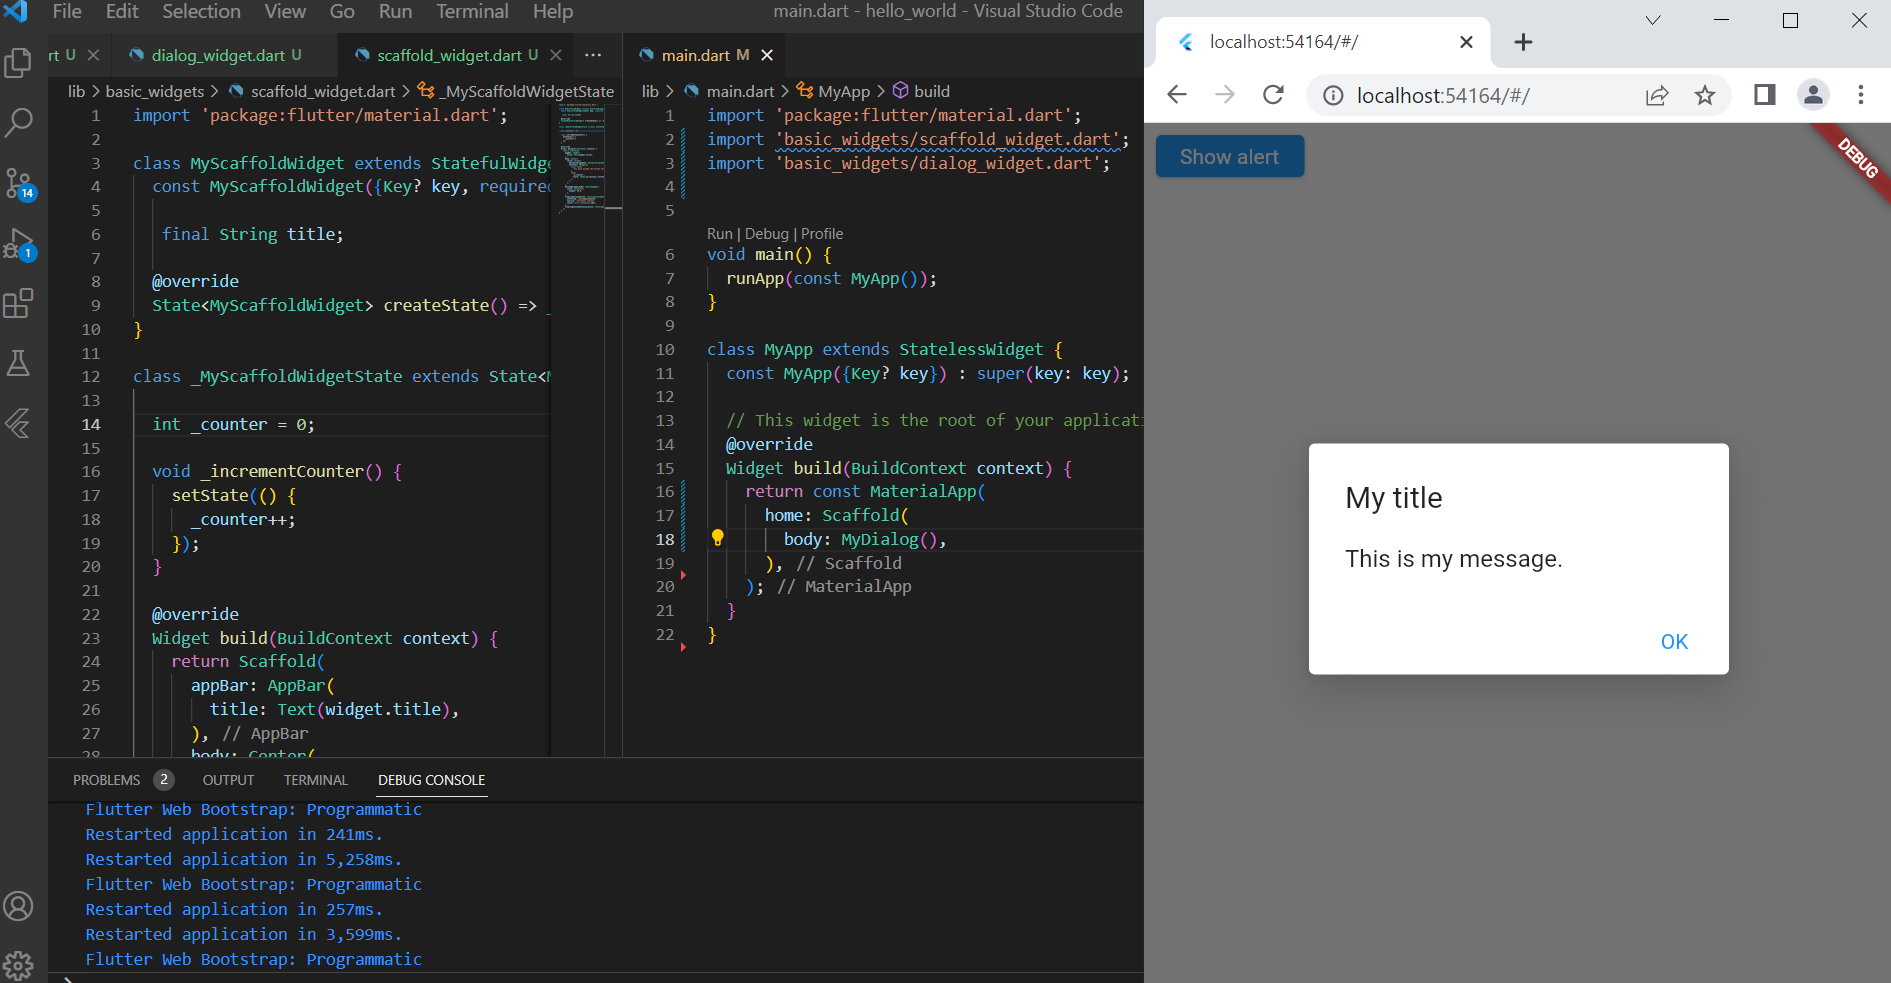 File Edit Selection View Go Run Terminal Help
main.dart - hello_world - Visual Studio Code
rt U
dialog_widget.dart U
scaffold_widget.dart U
lib > basic_widgets > scaffold_widget.dart > _MyScaffoldWidgetState
1 import 'package:flutter/material.dart';
2
3 class MyScaffoldWidget extends StatefulWidge
4 const MyScaffoldWidget({Key? key, required
5
6 final String title;
7
8 @override
9 State<MyScaffoldWidget> createState() => _
10 }
11
12 class _MyScaffoldWidgetState extends State<M
13
14 int _counter = 0;
15
16 void _incrementCounter() {
17 setState(() {
18 _counter++;
19 });
20 }
21
22 @override
23 Widget build(BuildContext context) {
24 return Scaffold(
25 appBar: AppBar(
26 title: Text(widget.title),
27 ), // AppBar
28 body: Center(
main.dart M
lib > main.dart > MyApp > build
1 import 'package:flutter/material.dart';
2 import 'basic_widgets/scaffold_widget.dart';
3 import 'basic_widgets/dialog_widget.dart';
4
5
Run | Debug | Profile
6 void main() {
7 runApp(const MyApp());
8 }
9
10 class MyApp extends StatelessWidget {
11 const MyApp({Key? key}) : super(key: key);
12
13 // This widget is the root of your applicati
14 @override
15 Widget build(BuildContext context) {
16 return const MaterialApp(
17 home: Scaffold(
18 body: MyDialog(),
19 ), // Scaffold
20 ); // MaterialApp
21 }
22 }
14
1
PROBLEMS 2 OUTPUT TERMINAL DEBUG CONSOLE
Flutter Web Bootstrap: Programmatic
Restarted application in 241ms.
Restarted application in 5,258ms.
Flutter Web Bootstrap: Programmatic
Restarted application in 257ms.
Restarted application in 3,599ms.
Flutter Web Bootstrap: Programmatic
localhost:54164/#/
localhost:54164/#/
Show alert
DEBUG
My title
This is my message.
OK